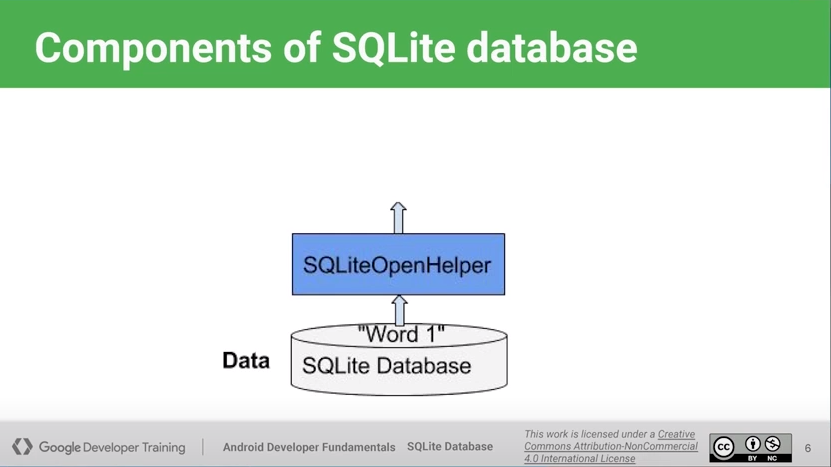 Components of SQLite database
SQLiteOpenHelper
"Word 1"
Data
SQLite Database
Google Developer Training
Android Developer Fundamentals
SQLite Database
This work is licensed under a Creative
Commons Attribution-NonCommercial
4.0 International License
cc
BY NC
6